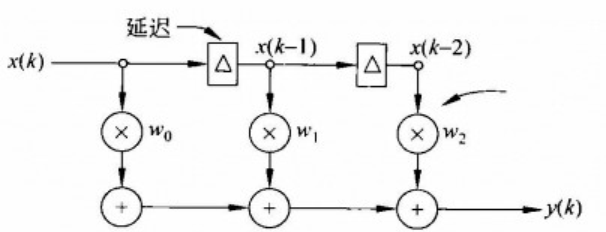 延迟
x(k) Δ x(k−1) Δ x(k−2)
× w₀ × w₁ × w₂
+ + + y(k)